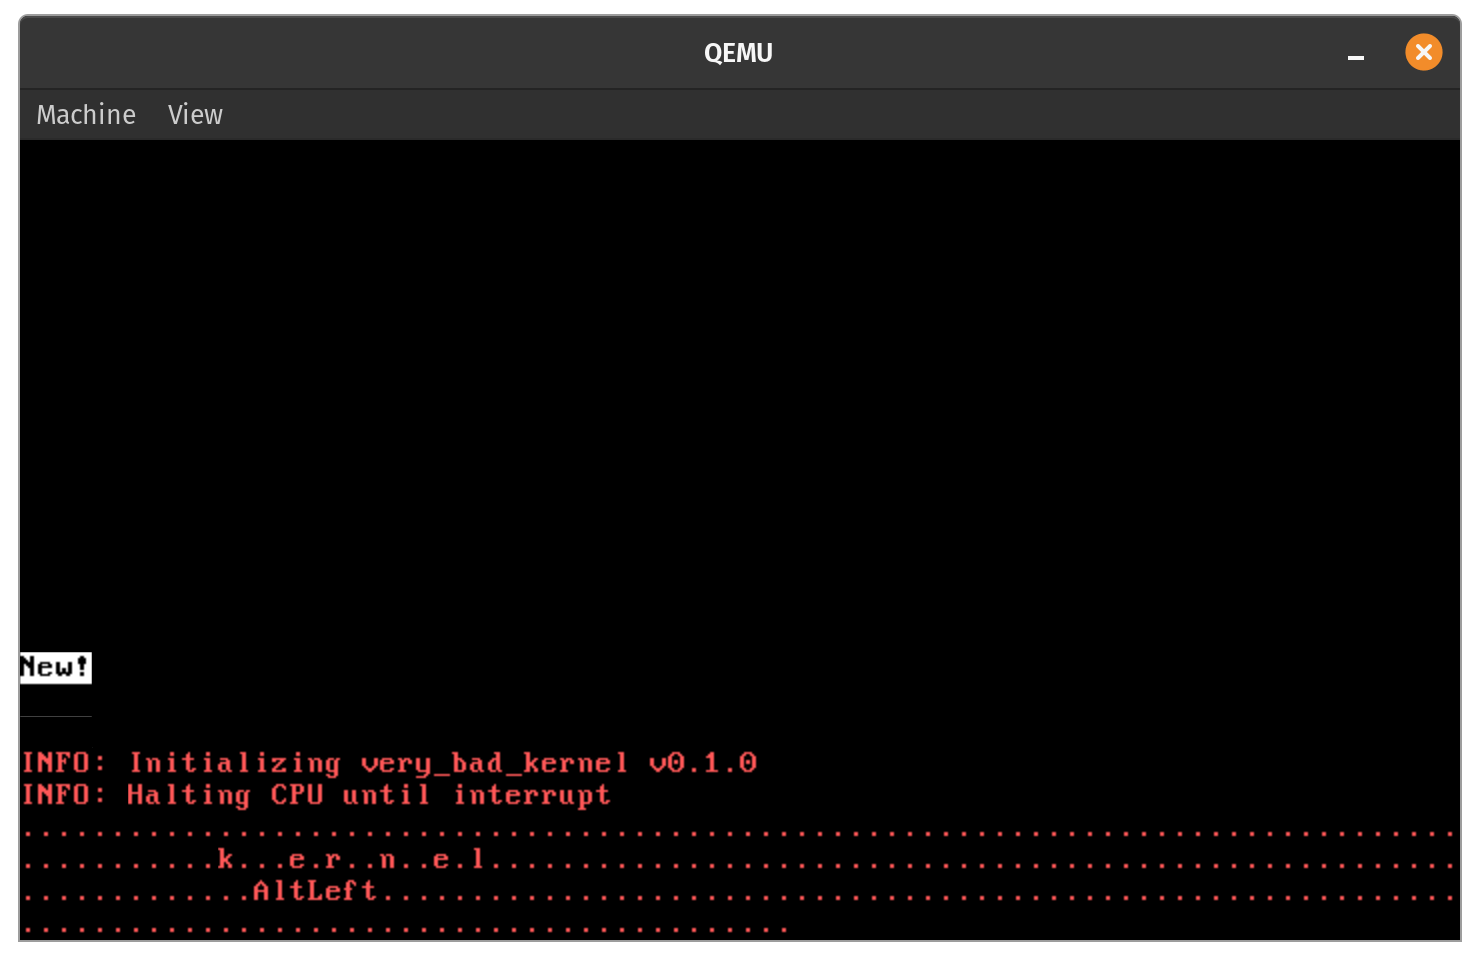 QEMU
Machine View
New!
INFO: Initializing very_bad_kernel v0.1.0
INFO: Halting CPU until interrupt
................................................................................
...........k...e.r..n..e.l......................................................
.............AltLeft............................................................
...........................................